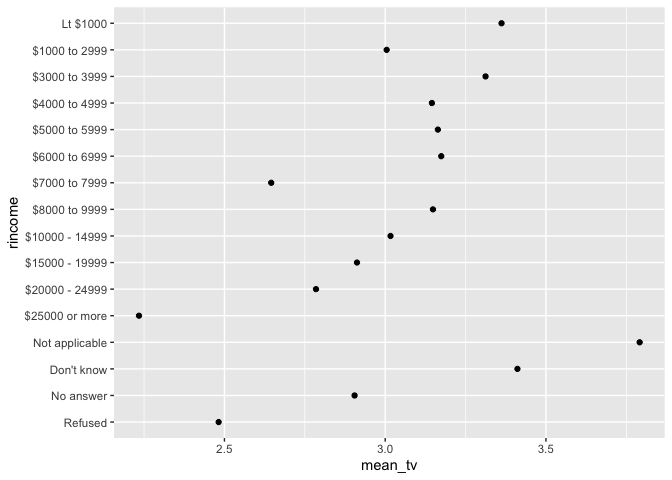 Lt $1000
$1000 to 2999
$3000 to 3999
$4000 to 4999
$5000 to 5999
$6000 to 6999
$7000 to 7999
$8000 to 9999
$10000 - 14999
$15000 - 19999
$20000 - 24999
$25000 or more
Not applicable
Don't know
No answer
Refused
rincome
2.5 3.0 3.5
mean_tv